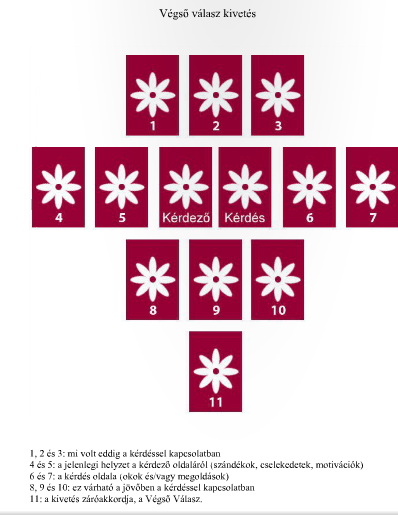 Végső válasz kivetés
1 2 3
4 5 Kérdező Kérdés 6 7
8 9 10
11
1, 2 és 3: mi volt eddig a kérdéssel kapcsolatban
4 és 5: a jelenlegi helyzet a kérdező oldaláról (szándékok, cselekedetek, motivációk)
6 és 7: a kérdés oldala (okok és/vagy megoldások)
8, 9 és 10: ez várható a jövőben a kérdéssel kapcsolatban
11: a kivetés záróakkordja, a Végső Válasz.